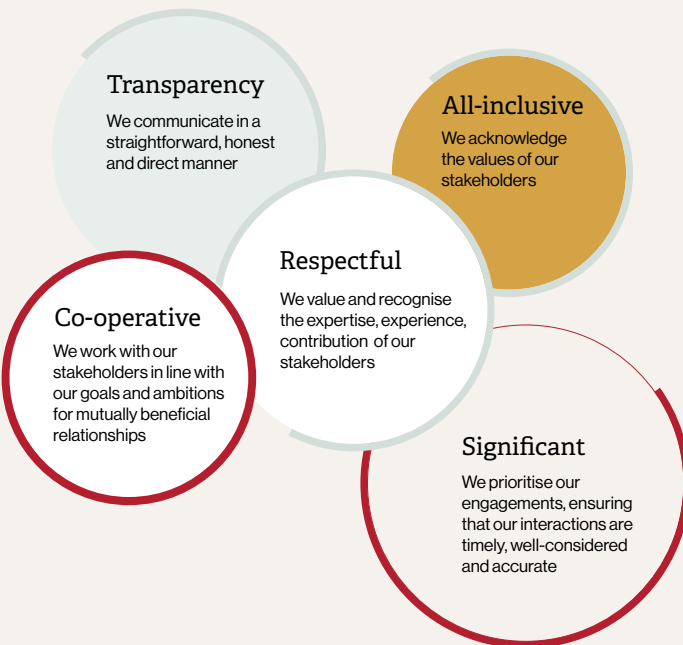 Transparency
We communicate in a
straightforward, honest
and direct manner
All-inclusive
We acknowledge
the values of our
stakeholders
Respectful
We value and recognise
the expertise, experience,
contribution of our
stakeholders
Co-operative
We work with our
stakeholders in line with
our goals and ambitions
for mutually beneficial
relationships
Significant
We prioritise our
engagements, ensuring
that our interactions are
timely, well-considered
and accurate